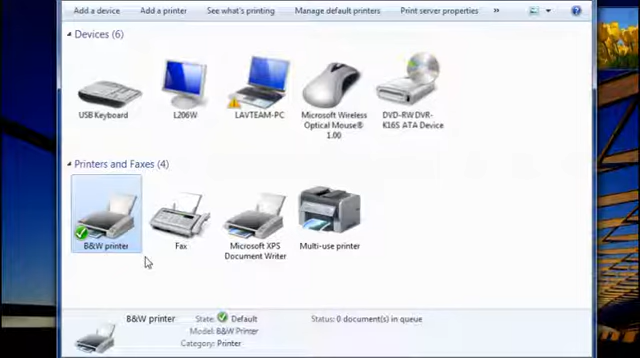 Add a device Add a printer See what's printing Manage default printers Print server properties »
Devices (6)
USB Keyboard
L206W
LAVTEAM-PC
Microsoft Wireless
Optical Mouse®
1.00
DVD-RW DVR-
K16S ATA Device
Printers and Faxes (4)
B&W printer
Fax
Microsoft XPS
Document Writer
Multi-use printer
B&W printer State: Default Status: 0 document(s) in queue
Model: B&W Printer
Category: Printer